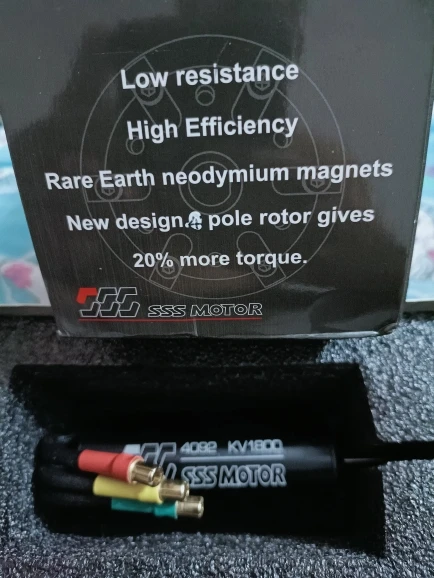 Low resistance
High Efficiency
Rare Earth neodymium magnets
New design.4 pole rotor gives
20% more torque.
SSS SSS MOTOR
4092 KV1800
SSS MOTOR